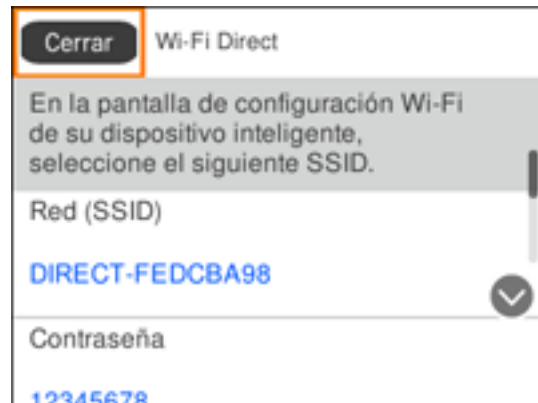 Cerrar Wi-Fi Direct
En la pantalla de configuración Wi-Fi
de su dispositivo inteligente,
seleccione el siguiente SSID.
Red (SSID)
DIRECT-FEDCBA98
Contraseña
12345678